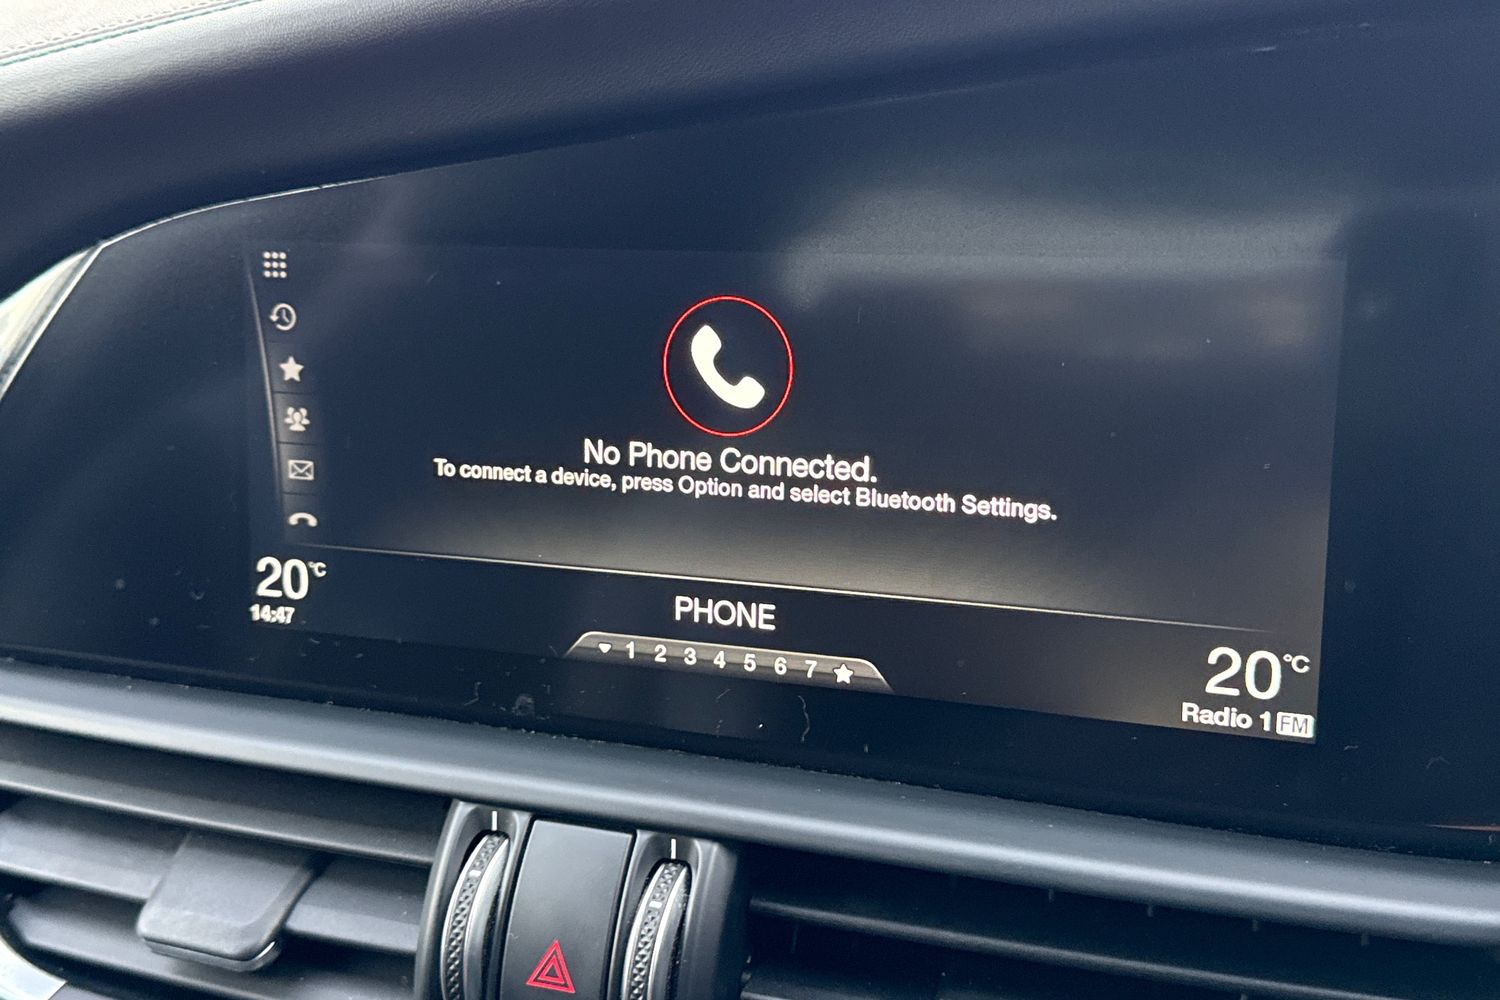 No Phone Connected.
To connect a device, press Option and select Bluetooth Settings.
20°C
14:47
PHONE
1 2 3 4 5 6 7
20°C
Radio 1 FM